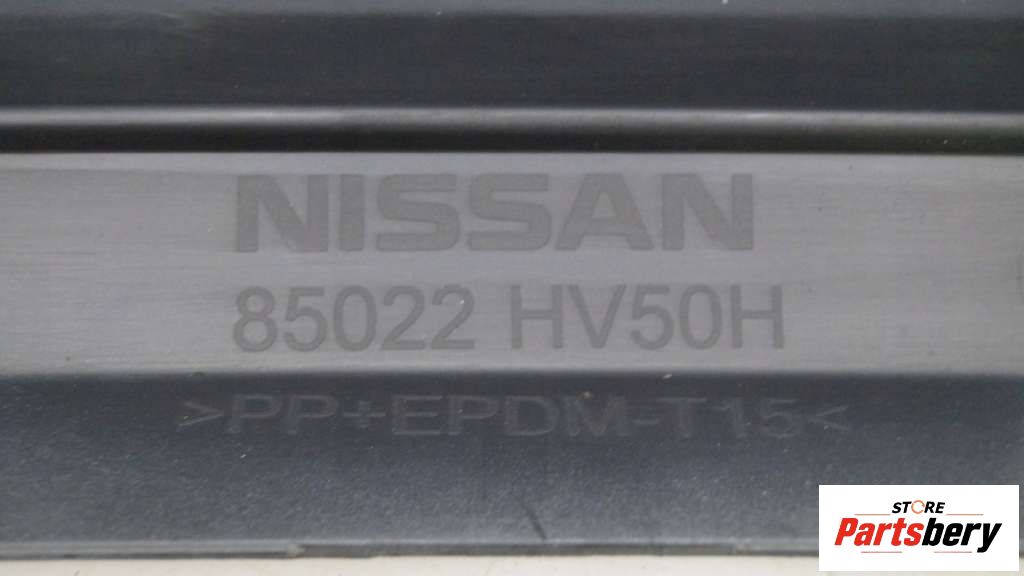 NISSAN
85022 HV50H
>PP+EPDM-T15<
STORE
Partsbery